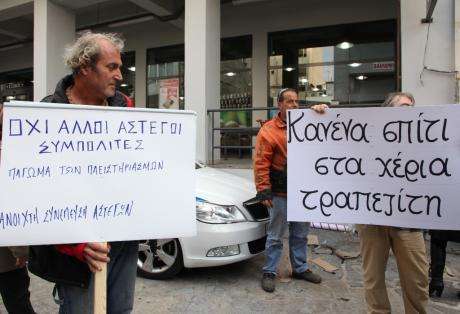 ΟΧΙ ΑΛΛΟΙ ΑΣΤΕΓΟΙ
ΣΥΜΠΟΛΙΤΕΣ
ΠΑΓΩΜΑ ΤΩΝ ΠΛΕΙΣΤΗΡΙΑΣΜΩΝ
ΑΝΟΙΧΤΗ ΣΥΝΕΛΕΥΣΗ ΑΣΤΕΓΩΝ
Κανένα σπίτι
στα χέρια
τραπεζίτη